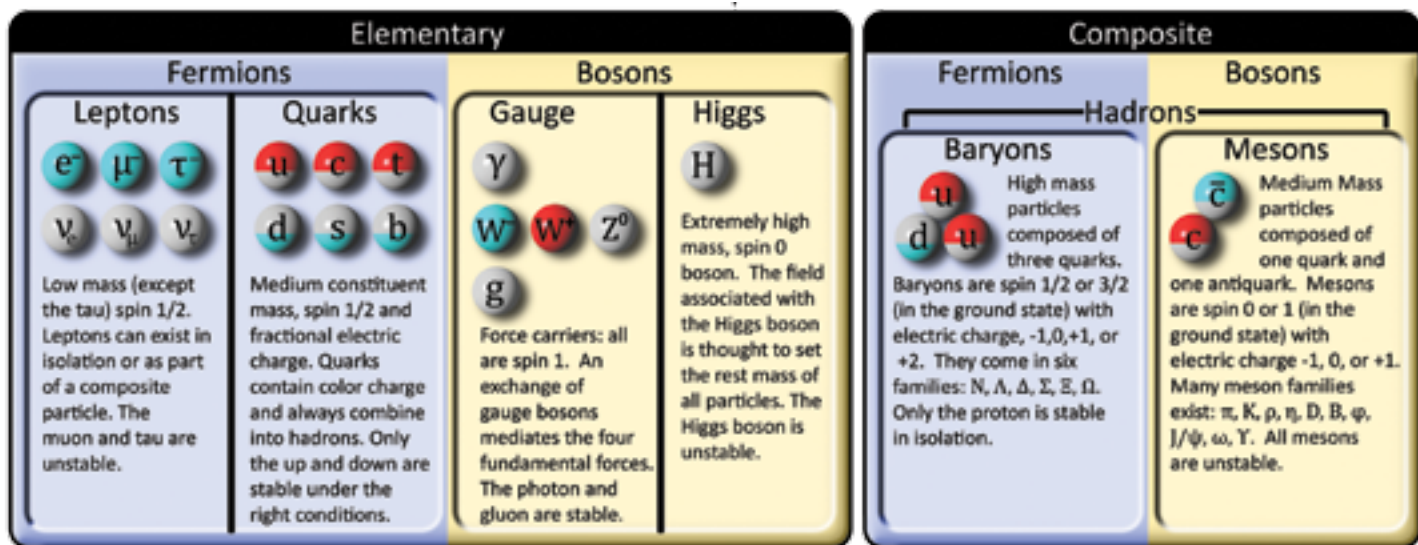 Elementary
Fermions
Bosons
Leptons
Quarks
Gauge
Higgs
e⁻ μ⁻ τ⁻
νₑ ν_μ ν_τ
Low mass (except
the tau) spin 1/2.
Leptons can exist in
isolation or as part
of a composite
particle. The
muon and tau are
unstable.
u c t
d s b
Medium constituent
mass, spin 1/2 and
fractional electric
charge. Quarks
contain color charge
and always combine
into hadrons. Only
the up and down are
stable under the
right conditions.
γ
W⁻ W⁺ Z⁰
g
Force carriers: all
are spin 1. An
exchange of
gauge bosons
mediates the four
fundamental forces.
The photon and
gluon are stable.
H
Extremely high
mass, spin 0
boson. The field
associated with
the Higgs boson
is thought to set
the rest mass of
all particles. The
Higgs boson is
unstable.
Composite
Fermions
Bosons
Hadrons
Baryons
Mesons
u
d u
High mass
particles
composed of
three quarks.
Baryons are spin 1/2 or 3/2
(in the ground state) with
electric charge, -1,0,+1, or
+2. They come in six
families: N, Λ, Δ, Σ, Ξ, Ω.
Only the proton is stable
in isolation.
c̄
c
Medium Mass
particles
composed of
one quark and
one antiquark. Mesons
are spin 0 or 1 (in the
ground state) with
electric charge -1, 0, or +1.
Many meson families
exist: π, K, ρ, η, D, B, φ,
J/ψ, ω, ϒ. All mesons
are unstable.